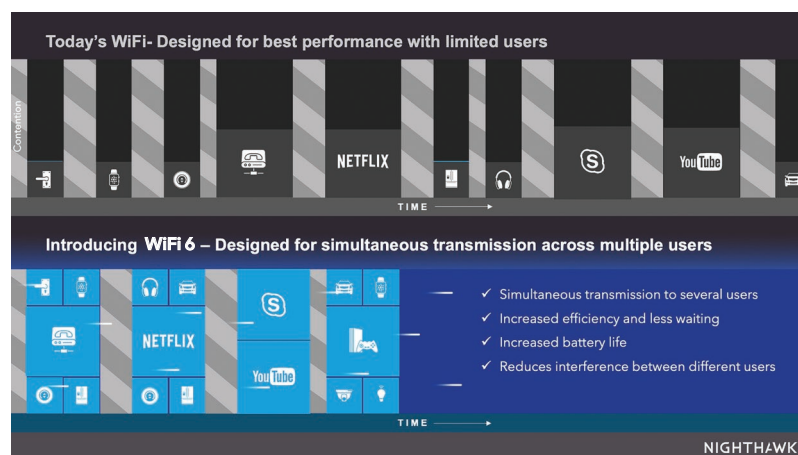 Today's WiFi- Designed for best performance with limited users
Contention
NETFLIX
S
YouTube
TIME
Introducing WiFi 6 – Designed for simultaneous transmission across multiple users
S
NETFLIX
YouTube
✓ Simultaneous transmission to several users
✓ Increased efficiency and less waiting
✓ Increased battery life
✓ Reduces interference between different users
TIME
NIGHTHAWK